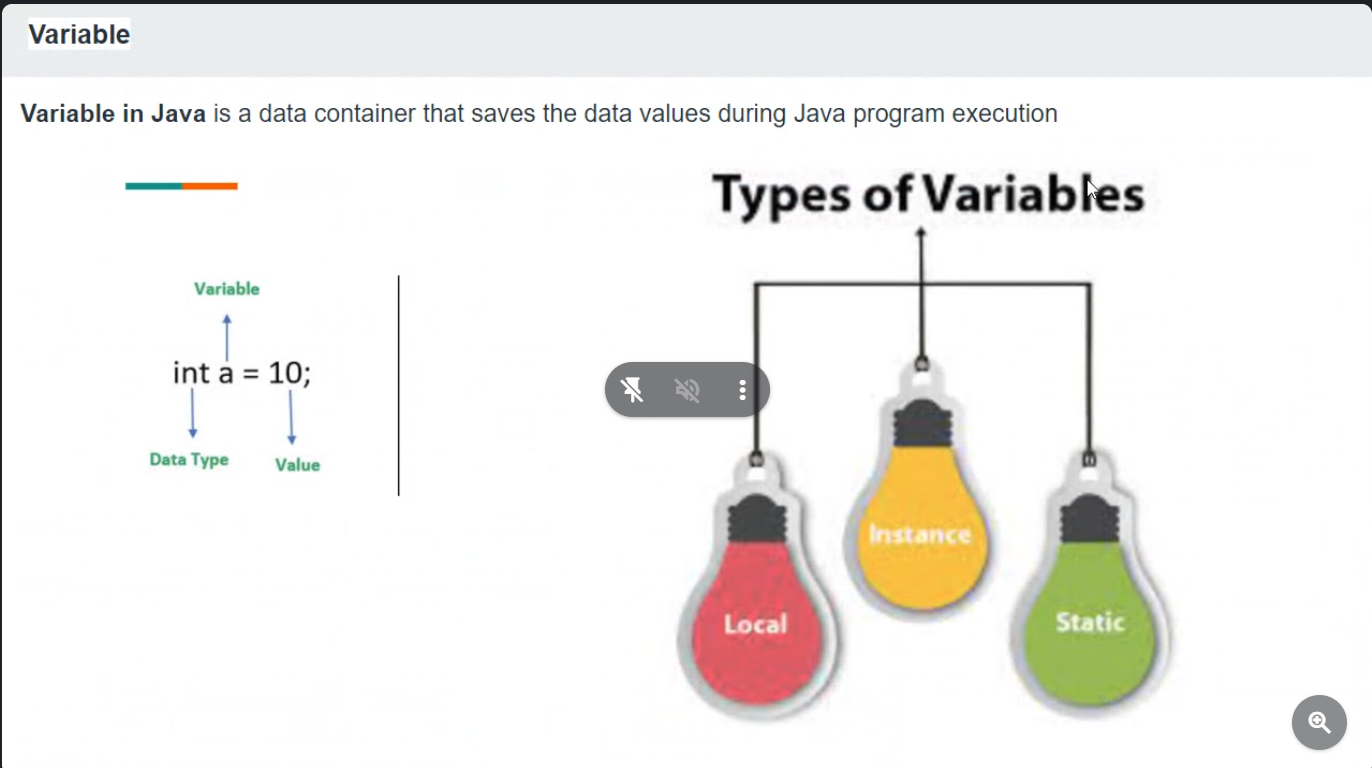 Variable
Variable in Java is a data container that saves the data values during Java program execution
Types of Variables
Variable
int a = 10;
Data Type
Value
Instance
Local
Static